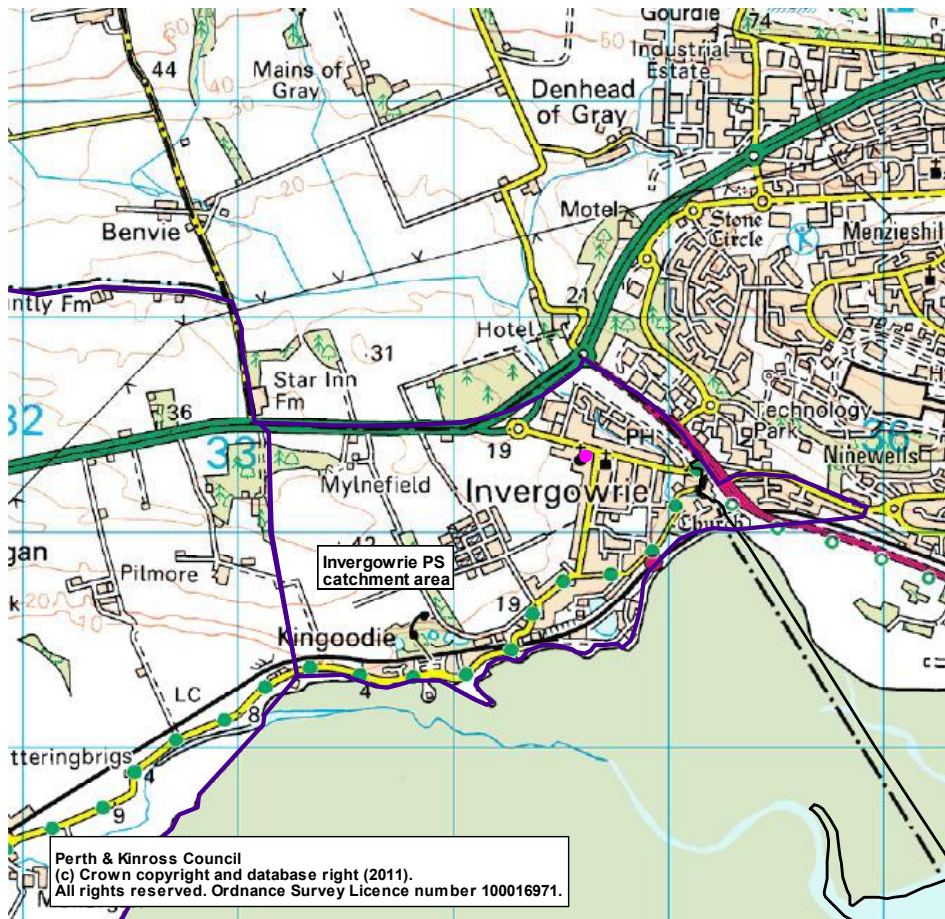 Gourdie
74
50
50
Industrial
Estate
44
Mains of
Gray
40
30
Denhead
of Gray
20
Benvie
Motel
Stone
Circle
Menzieshil
ntly Fm
21
Hotel
31
Star Inn
Fm
32
36
33
19
PH
Technology
Park
36
Ninewells
Mylnefield
Invergowrie
Church
gan
42
Invergowrie PS
catchment area
Pilmore
20
10
19
Kingoodie
LC
4
8
tteringbrigs
4
9
Perth & Kinross Council
(c) Crown copyright and database right (2011).
All rights reserved. Ordnance Survey Licence number 100016971.